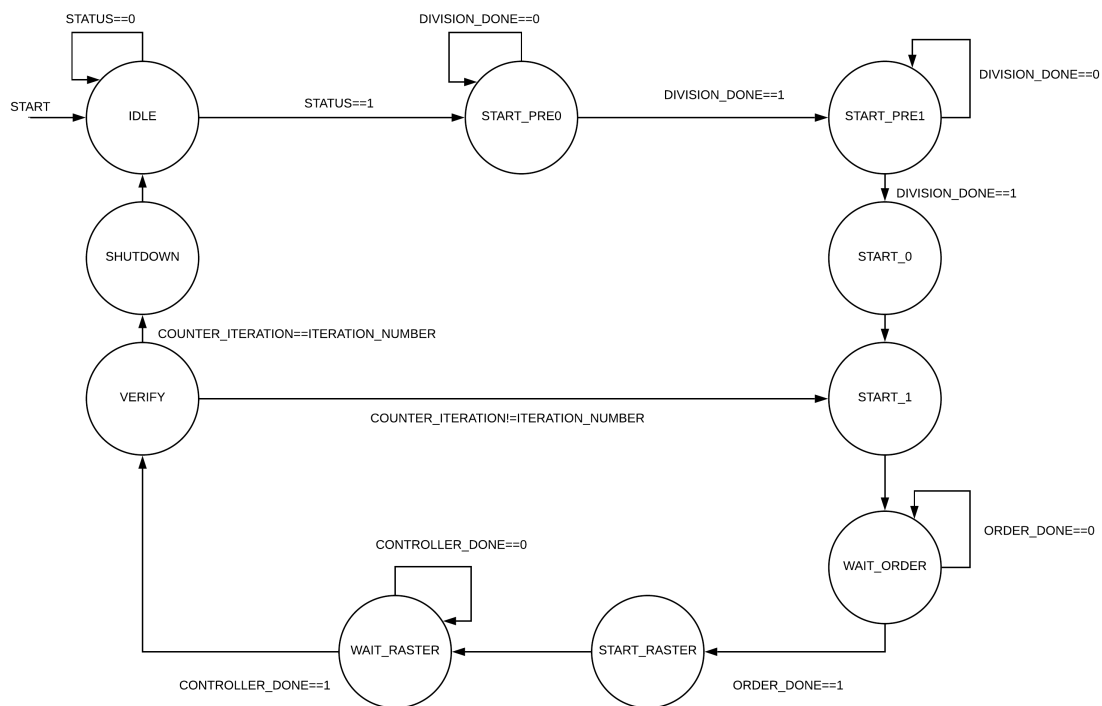 STATUS==0
DIVISION_DONE==0
DIVISION_DONE==0
START
STATUS==1
DIVISION_DONE==1
IDLE
START_PRE0
START_PRE1
DIVISION_DONE==1
SHUTDOWN
START_0
COUNTER_ITERATION==ITERATION_NUMBER
VERIFY
START_1
COUNTER_ITERATION!=ITERATION_NUMBER
ORDER_DONE==0
CONTROLLER_DONE==0
WAIT_ORDER
WAIT_RASTER
START_RASTER
CONTROLLER_DONE==1
ORDER_DONE==1